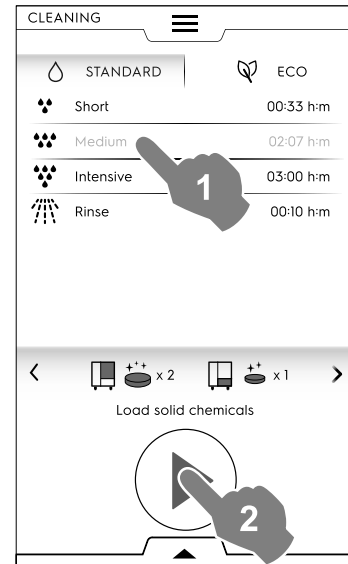 CLEANING
STANDARD ECO
Short 00:33 h:m
Medium 02:07 h:m
Intensive 03:00 h:m
Rinse 00:10 h:m
1
x 2 x 1
Load solid chemicals
2